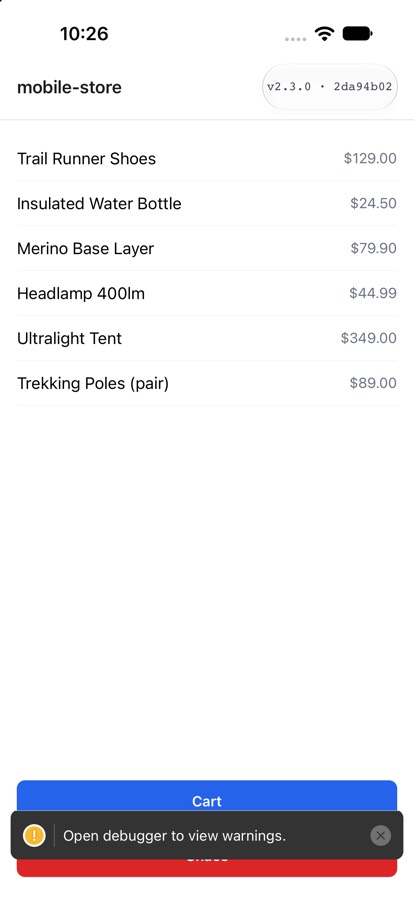 10:26
mobile-store
v2.3.0 · 2da94b02
Trail Runner Shoes $129.00
Insulated Water Bottle $24.50
Merino Base Layer $79.90
Headlamp 400lm $44.99
Ultralight Tent $349.00
Trekking Poles (pair) $89.00
Cart
Open debugger to view warnings.